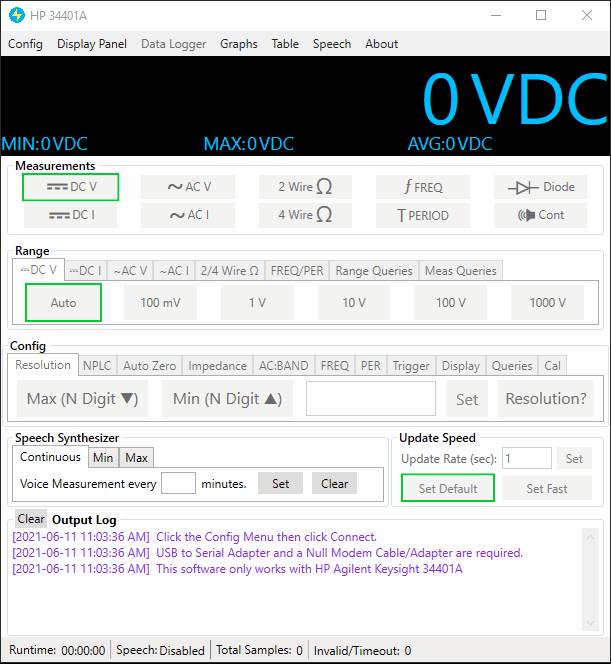 HP 34401A
Config Display Panel Data Logger Graphs Table Speech About
0 VDC
MIN: 0 VDC MAX: 0 VDC AVG: 0 VDC
Measurements
DC V AC V 2 Wire Ω ƒ FREQ Diode
DC I AC I 4 Wire Ω T PERIOD Cont
Range
DC V DC I ~AC V ~AC I 2/4 Wire Ω FREQ/PER Range Queries Meas Queries
Auto 100 mV 1 V 10 V 100 V 1000 V
Config
Resolution NPLC Auto Zero Impedance AC:BAND FREQ PER Trigger Display Queries Cal
Max (N Digit ▼) Min (N Digit ▲) Set Resolution?
Speech Synthesizer
Continuous Min Max
Voice Measurement every minutes. Set Clear
Update Speed
Update Rate (sec): 1 Set
Set Default Set Fast
Clear Output Log
[2021-06-11 11:03:36 AM] Click the Config Menu then click Connect.
[2021-06-11 11:03:36 AM] USB to Serial Adapter and a Null Modem Cable/Adapter are required.
[2021-06-11 11:03:36 AM] This software only works with HP Agilent Keysight 34401A
Runtime: 00:00:00 Speech: Disabled Total Samples: 0 Invalid/Timeout: 0